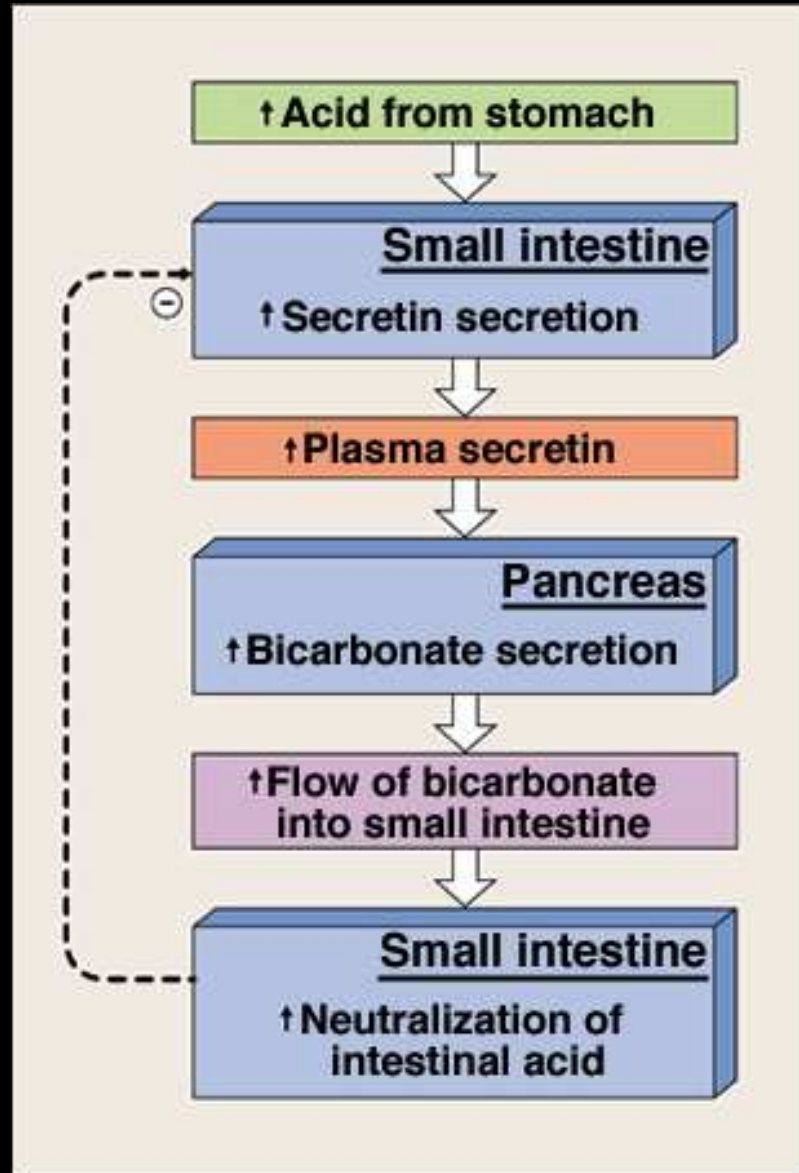 ↑Acid from stomach
Small intestine
↑Secretin secretion
↑Plasma secretin
Pancreas
↑Bicarbonate secretion
↑Flow of bicarbonate
into small intestine
Small intestine
↑Neutralization of
intestinal acid